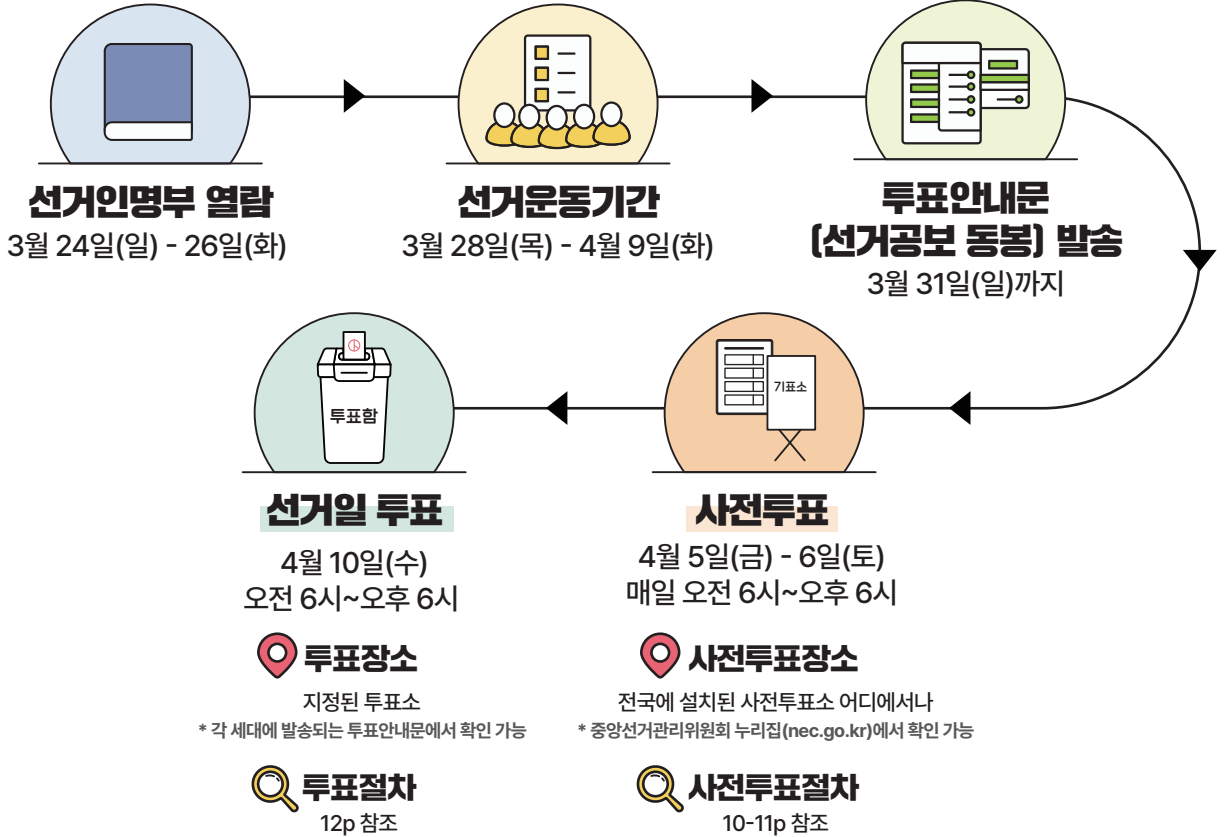 선거인명부 열람
3월 24일(일) - 26일(화)
선거운동기간
3월 28일(목) - 4월 9일(화)
투표안내문
(선거공보 동봉) 발송
3월 31일(일)까지
기표소
사전투표
4월 5일(금) - 6일(토)
매일 오전 6시~오후 6시
사전투표장소
전국에 설치된 사전투표소 어디에서나
* 중앙선거관리위원회 누리집(nec.go.kr)에서 확인 가능
사전투표절차
10-11p 참조
투표함
선거일 투표
4월 10일(수)
오전 6시~오후 6시
투표장소
지정된 투표소
* 각 세대에 발송되는 투표안내문에서 확인 가능
투표절차
12p 참조